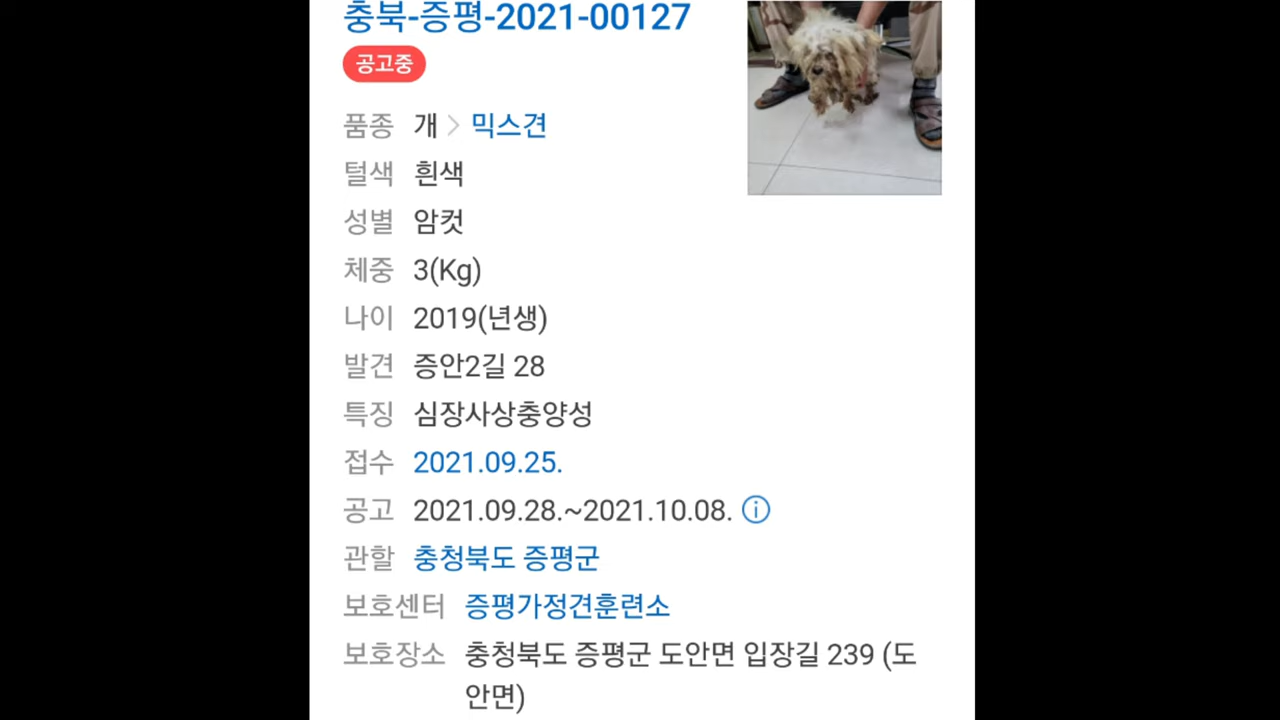 충북-증평-2021-00127
공고중
품종 개 > 믹스견
털색 흰색
성별 암컷
체중 3(Kg)
나이 2019(년생)
발견 증안2길 28
특징 심장사상충양성
접수 2021.09.25.
공고 2021.09.28.~2021.10.08.
관할 충청북도 증평군
보호센터 증평가정견훈련소
보호장소 충청북도 증평군 도안면 입장길 239 (도
안면)